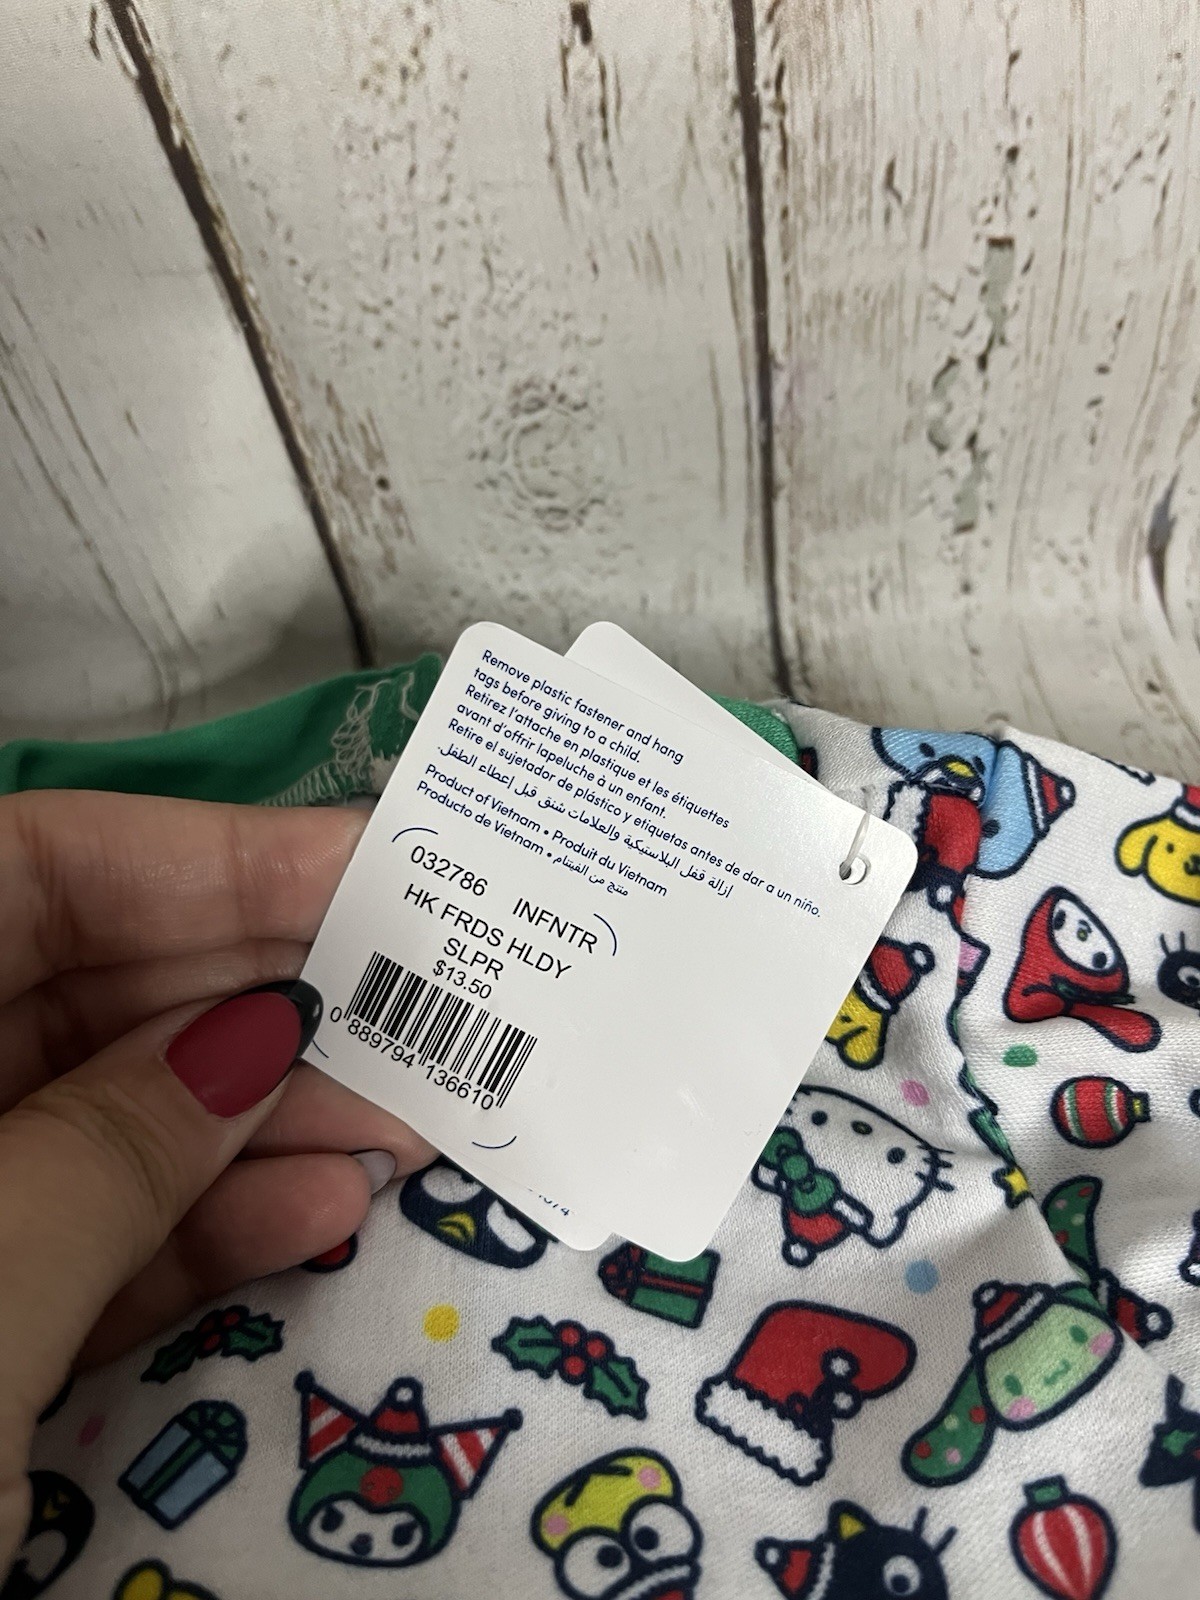 Remove plastic fastener and hang
tags before giving to a child.
Retirez l'attache en plastique et les étiquettes
avant d'offrir lapeluche à un enfant.
Retire el sujetador de plástico y etiquetas antes de dar a un niño.
إزالة قفل البلاستيكية والعلامات شنق قبل إعطاء الطفل.
Product of Vietnam • Produit du Vietnam
Producto de Vietnam • منتج من الفيتنام
032786 INFNTR
HK FRDS HLDY
SLPR
$13.50
0 889794 136610